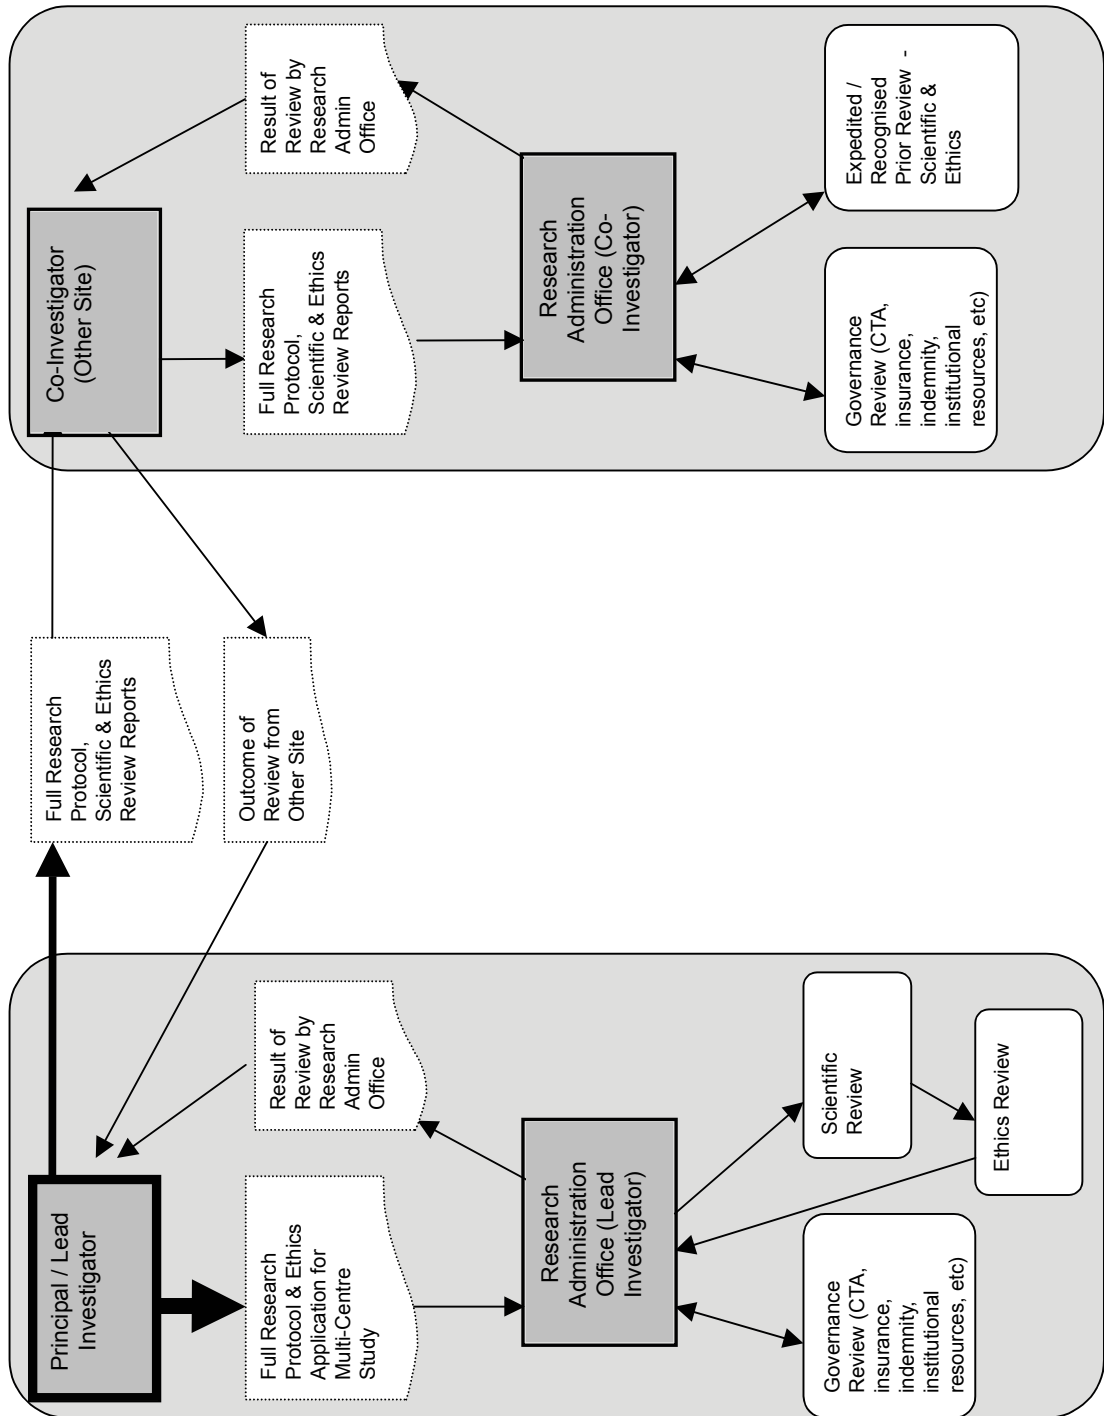 Principal / Lead
Investigator
Full Research
Protocol & Ethics
Application for
Multi-Centre
Study
Result of
Review by
Research
Admin
Office
Research
Administration
Office (Lead
Investigator)
Governance
Review (CTA,
insurance,
indemnity,
institutional
resources, etc)
Scientific
Review
Ethics Review
Full Research
Protocol,
Scientific & Ethics
Review Reports
Outcome of
Review from
Other Site
Co-Investigator
(Other Site)
Full Research
Protocol,
Scientific & Ethics
Review Reports
Result of
Review by
Research
Admin
Office
Research
Administration
Office (Co-
Investigator)
Governance
Review (CTA,
insurance,
indemnity,
institutional
resources, etc)
Expedited /
Recognised
Prior Review -
Scientific &
Ethics